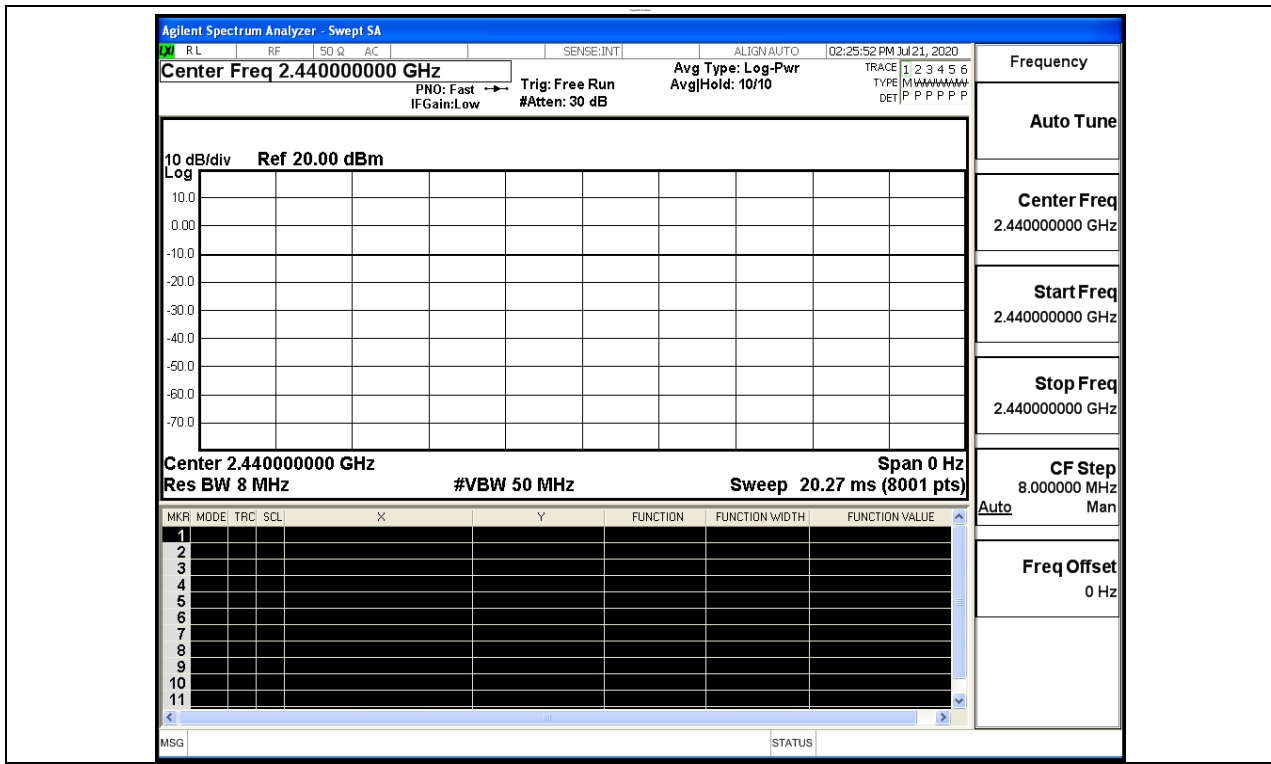 Agilent Spectrum Analyzer - Swept SA
LXI RL RF 50 Ω AC SENSE:INT ALIGN AUTO 02:25:52 PM Jul 21, 2020
Center Freq 2.440000000 GHz
PNO: Fast
IFGain:Low
Trig: Free Run
#Atten: 30 dB
Avg Type: Log-Pwr
Avg|Hold: 10/10
TRACE 1 2 3 4 5 6
TYPE M W W W W W
DET P P P P P P
10 dB/div Ref 20.00 dBm
Log
10.0
0.00
-10.0
-20.0
-30.0
-40.0
-50.0
-60.0
-70.0
Center 2.440000000 GHz Span 0 Hz
Res BW 8 MHz #VBW 50 MHz Sweep 20.27 ms (8001 pts)
MKR MODE TRC SCL X Y FUNCTION FUNCTION WIDTH FUNCTION VALUE
1
2
3
4
5
6
7
8
9
10
11
MSG STATUS
Frequency
Auto Tune
Center Freq
2.440000000 GHz
Start Freq
2.440000000 GHz
Stop Freq
2.440000000 GHz
CF Step
8.000000 MHz
Auto Man
Freq Offset
0 Hz